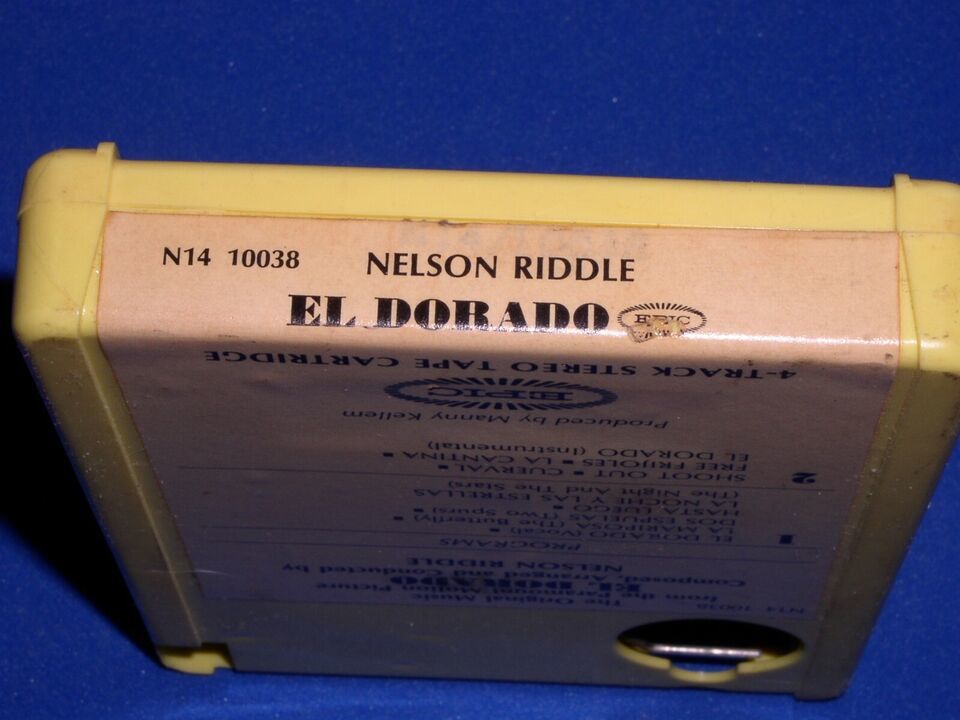 N14 10038 NELSON RIDDLE
EL DORADO EPIC
N14 10038
The Original Music
from the Paramount Motion Picture
EL DORADO
Composed, Arranged and Conducted by
NELSON RIDDLE
PROGRAMS
1
EL DORADO (Vocal) ▪
LA MARIPOSA (The Butterfly) ▪
DOS ESPUELAS (Two Spurs) ▪
HASTA LUEGO ▪
LA NOCHE Y LAS ESTRELLAS
(The Night And The Stars)
2
SHOOT OUT ▪ CUERVAL ▪
FREE FRIJOLES ▪ LA CANTINA ▪
EL DORADO (Instrumental)
Produced by Manny Kellem
EPIC
4-TRACK STEREO TAPE CARTRIDGE